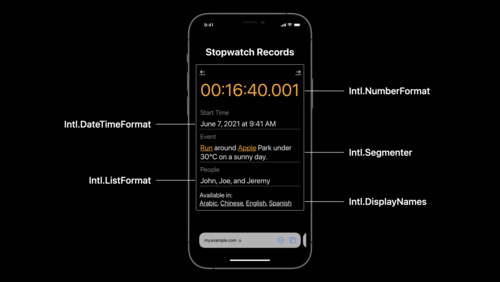 9:41
Stopwatch Records
00:16:40.001
Start Time
June 7, 2021 at 9:41 AM
Event
Run around Apple Park under
30°C on a sunny day.
People
John, Joe, and Jeremy
Available in:
Arabic, Chinese, English, Spanish
my.example.com
Intl.DateTimeFormat
Intl.ListFormat
Intl.NumberFormat
Intl.Segmenter
Intl.DisplayNames